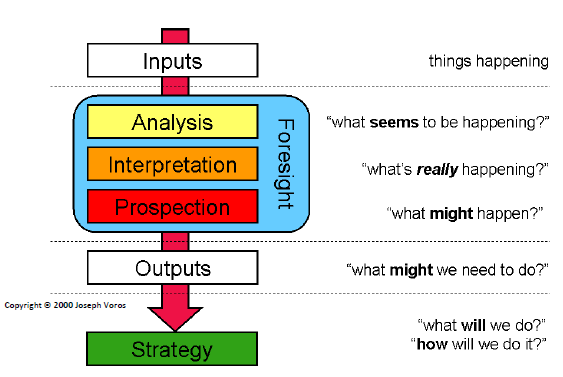 Inputs
things happening
Analysis
"what seems to be happening?"
Interpretation
"what's really happening?"
Prospection
"what might happen?"
Foresight
Outputs
"what might we need to do?"
Copyright © 2000 Joseph Voros
Strategy
"what will we do?"
"how will we do it?"